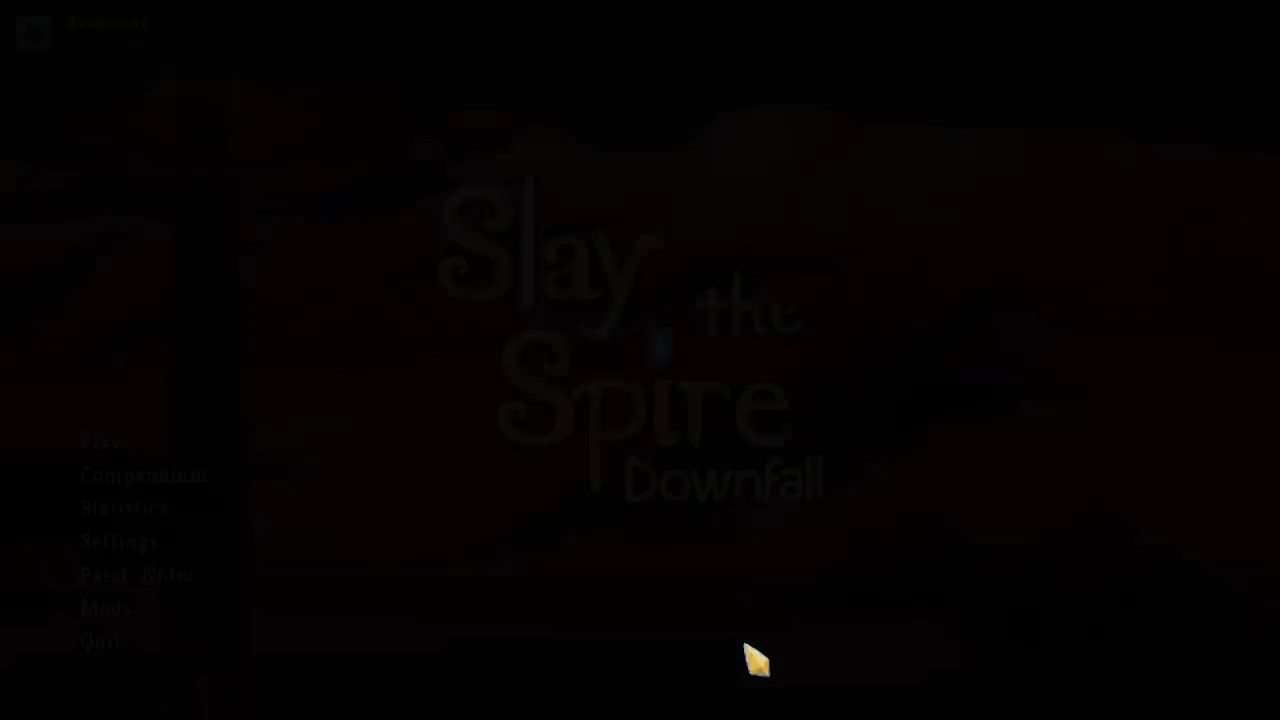 Slay
the
Spire
Downfall
Play
Compendium
Statistics
Settings
Patch Notes
Mods
Quit